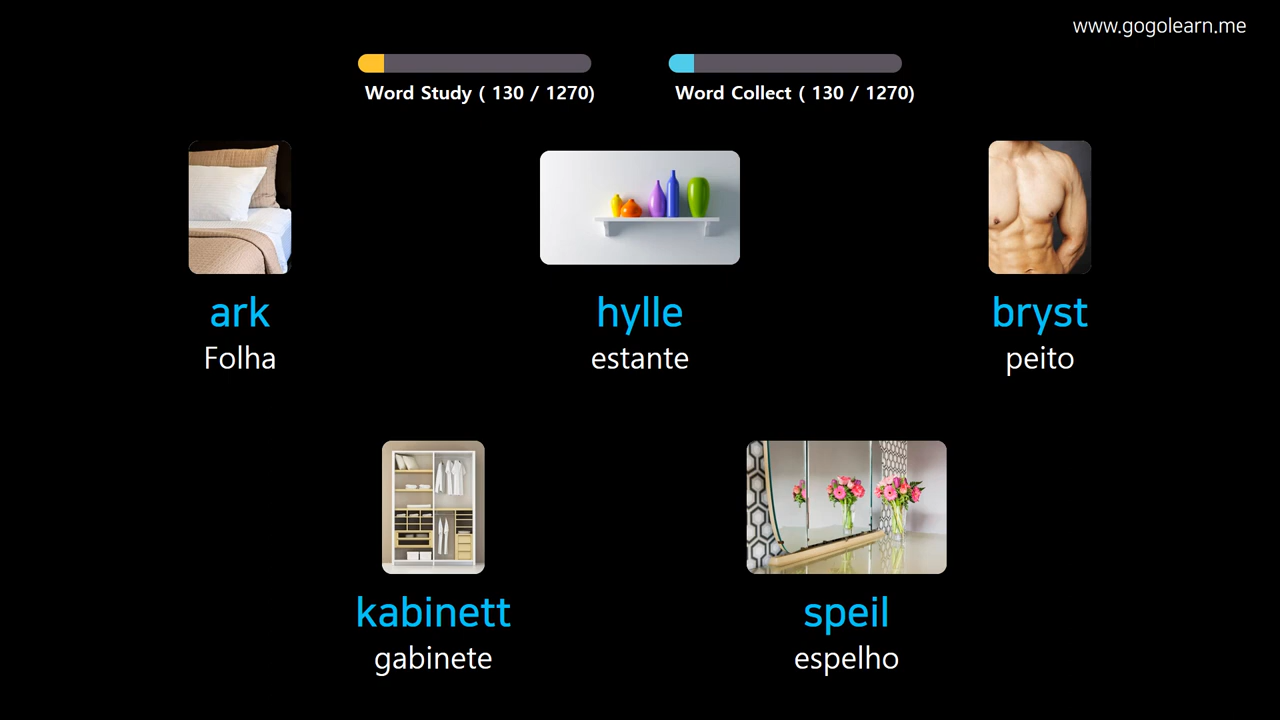 www.gogolearn.me
Word Study ( 130 / 1270)
Word Collect ( 130 / 1270)
ark
Folha
hylle
estante
bryst
peito
kabinett
gabinete
speil
espelho